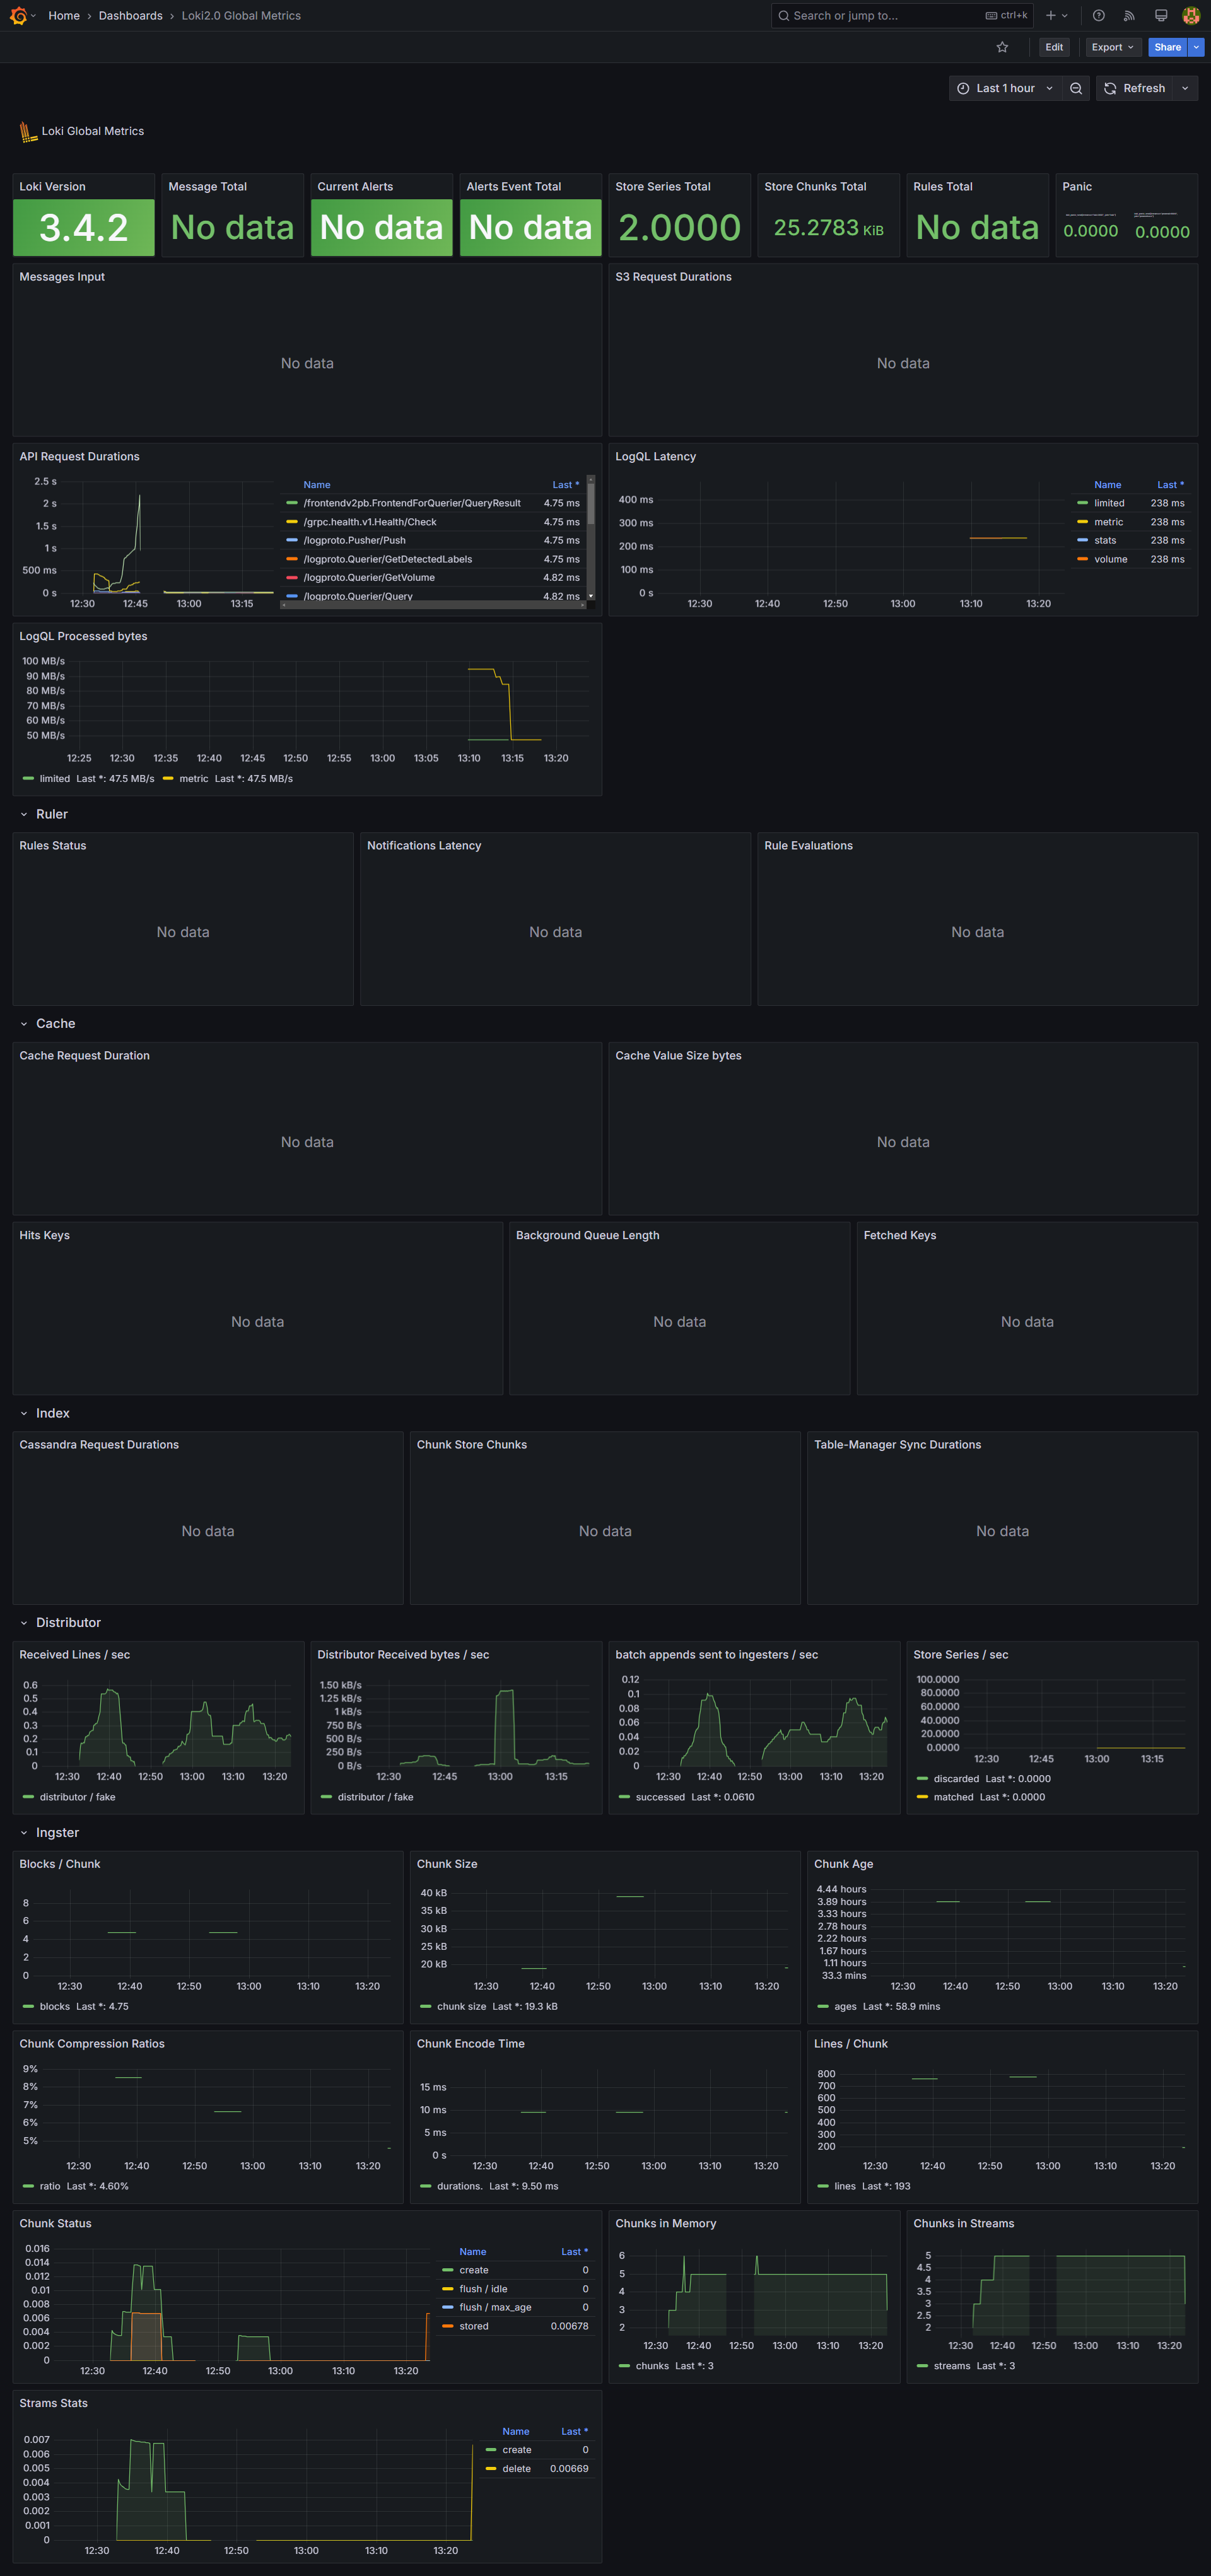 Home › Dashboards › Loki2.0 Global Metrics
Search or jump to... ctrl+k
Edit Export Share
Last 1 hour Refresh
Loki Global Metrics
Loki Version Message Total Current Alerts Alerts Event Total Store Series Total Store Chunks Total Rules Total Panic
3.4.2 No data No data No data 2.0000 25.2783 KiB No data 0.0000 0.0000
Messages Input
No data
S3 Request Durations
No data
API Request Durations
2.5 s
2 s
1.5 s
1 s
500 ms
0 s
12:30 12:45 13:00 13:15
Name Last *
/frontendv2pb.FrontendForQuerier/QueryResult 4.75 ms
/grpc.health.v1.Health/Check 4.75 ms
/logproto.Pusher/Push 4.75 ms
/logproto.Querier/GetDetectedLabels 4.75 ms
/logproto.Querier/GetVolume 4.82 ms
/logproto.Querier/Query 4.82 ms
LogQL Latency
400 ms
300 ms
200 ms
100 ms
0 s
12:30 12:40 12:50 13:00 13:10 13:20
Name Last *
limited 238 ms
metric 238 ms
stats 238 ms
volume 238 ms
LogQL Processed bytes
100 MB/s
90 MB/s
80 MB/s
70 MB/s
60 MB/s
50 MB/s
12:25 12:30 12:35 12:40 12:45 12:50 12:55 13:00 13:05 13:10 13:15 13:20
limited Last *: 47.5 MB/s metric Last *: 47.5 MB/s
Ruler
Rules Status
No data
Notifications Latency
No data
Rule Evaluations
No data
Cache
Cache Request Duration
No data
Cache Value Size bytes
No data
Hits Keys
No data
Background Queue Length
No data
Fetched Keys
No data
Index
Cassandra Request Durations
No data
Chunk Store Chunks
No data
Table-Manager Sync Durations
No data
Distributor
Received Lines / sec
0.6
0.5
0.4
0.3
0.2
0.1
0
12:30 12:40 12:50 13:00 13:10 13:20
distributor / fake
Distributor Received bytes / sec
1.50 kB/s
1.25 kB/s
1 kB/s
750 B/s
500 B/s
250 B/s
0 B/s
12:30 12:45 13:00 13:15
distributor / fake
batch appends sent to ingesters / sec
0.12
0.1
0.08
0.06
0.04
0.02
0
12:30 12:40 12:50 13:00 13:10 13:20
successed Last *: 0.0610
Store Series / sec
100.0000
80.0000
60.0000
40.0000
20.0000
0.0000
12:30 12:45 13:00 13:15
discarded Last *: 0.0000
matched Last *: 0.0000
Ingster
Blocks / Chunk
8
6
4
2
0
12:30 12:40 12:50 13:00 13:10 13:20
blocks Last *: 4.75
Chunk Size
40 kB
35 kB
30 kB
25 kB
20 kB
12:30 12:40 12:50 13:00 13:10 13:20
chunk size Last *: 19.3 kB
Chunk Age
4.44 hours
3.89 hours
3.33 hours
2.78 hours
2.22 hours
1.67 hours
1.11 hours
33.3 mins
12:30 12:40 12:50 13:00 13:10 13:20
ages Last *: 58.9 mins
Chunk Compression Ratios
9%
8%
7%
6%
5%
12:30 12:40 12:50 13:00 13:10 13:20
ratio Last *: 4.60%
Chunk Encode Time
15 ms
10 ms
5 ms
0 s
12:30 12:40 12:50 13:00 13:10 13:20
durations. Last *: 9.50 ms
Lines / Chunk
800
700
600
500
400
300
200
12:30 12:40 12:50 13:00 13:10 13:20
lines Last *: 193
Chunk Status
0.016
0.014
0.012
0.01
0.008
0.006
0.004
0.002
0
12:30 12:40 12:50 13:00 13:10 13:20
Name Last *
create 0
flush / idle 0
flush / max_age 0
stored 0.00678
Chunks in Memory
6
5
4
3
2
12:30 12:40 12:50 13:00 13:10 13:20
chunks Last *: 3
Chunks in Streams
5
4.5
4
3.5
3
2.5
2
12:30 12:40 12:50 13:00 13:10 13:20
streams Last *: 3
Strams Stats
0.007
0.006
0.005
0.004
0.003
0.002
0.001
0
12:30 12:40 12:50 13:00 13:10 13:20
Name Last *
create 0
delete 0.00669